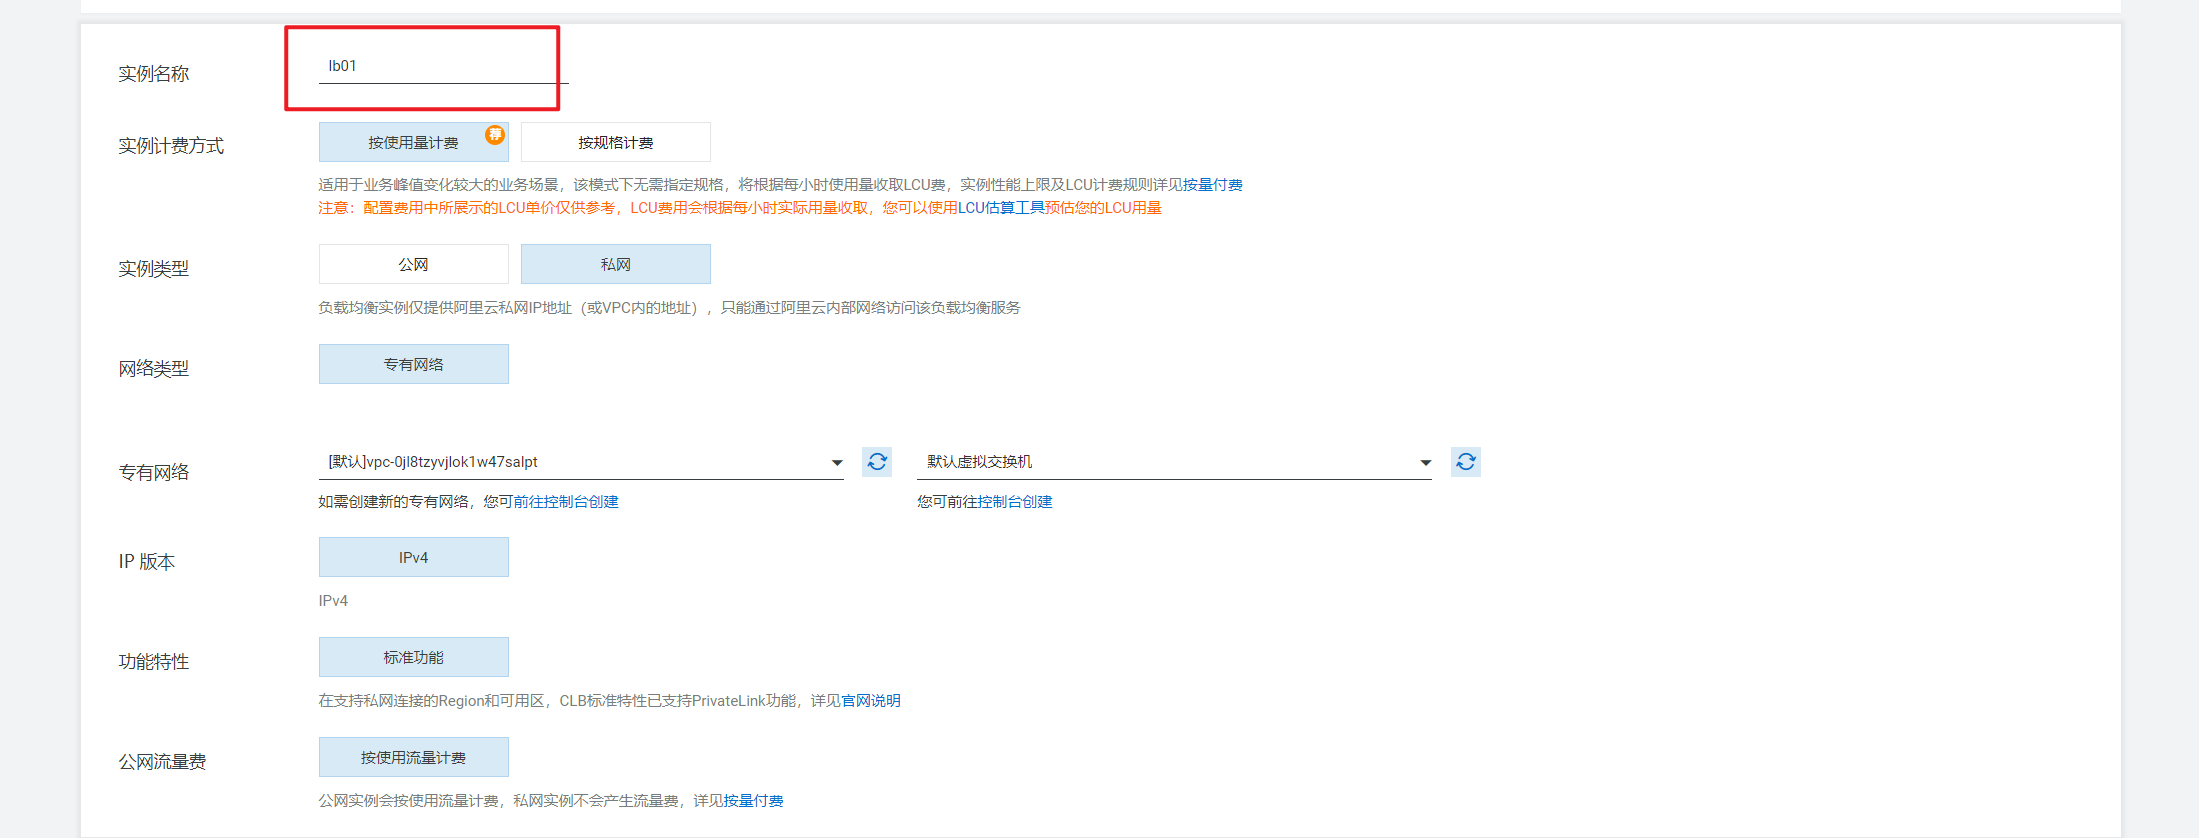 实例名称
lb01
实例计费方式
按使用量计费 荐
按规格计费
适用于业务峰值变化较大的业务场景，该模式下无需指定规格，将根据每小时使用量收取LCU费，实例性能上限及LCU计费规则详见按量付费
注意：配置费用中所展示的LCU单价仅供参考，LCU费用会根据每小时实际用量收取，您可以使用LCU估算工具预估您的LCU用量
实例类型
公网
私网
负载均衡实例仅提供阿里云私网IP地址（或VPC内的地址），只能通过阿里云内部网络访问该负载均衡服务
网络类型
专有网络
专有网络
[默认]vpc-0jl8tzyvjlok1w47salpt
默认虚拟交换机
如需创建新的专有网络，您可前往控制台创建
您可前往控制台创建
IP 版本
IPv4
IPv4
功能特性
标准功能
在支持私网连接的Region和可用区，CLB标准特性已支持PrivateLink功能，详见官网说明
公网流量费
按使用流量计费
公网实例会按使用流量计费，私网实例不会产生流量费，详见按量付费